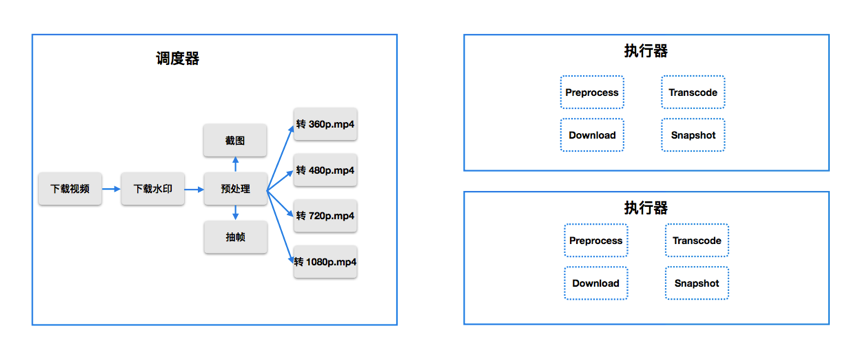 调度器
截图
转 360p.mp4
转 480p.mp4
下载视频
下载水印
预处理
转 720p.mp4
抽帧
转 1080p.mp4
执行器
Preprocess
Transcode
Download
Snapshot
执行器
Preprocess
Transcode
Download
Snapshot